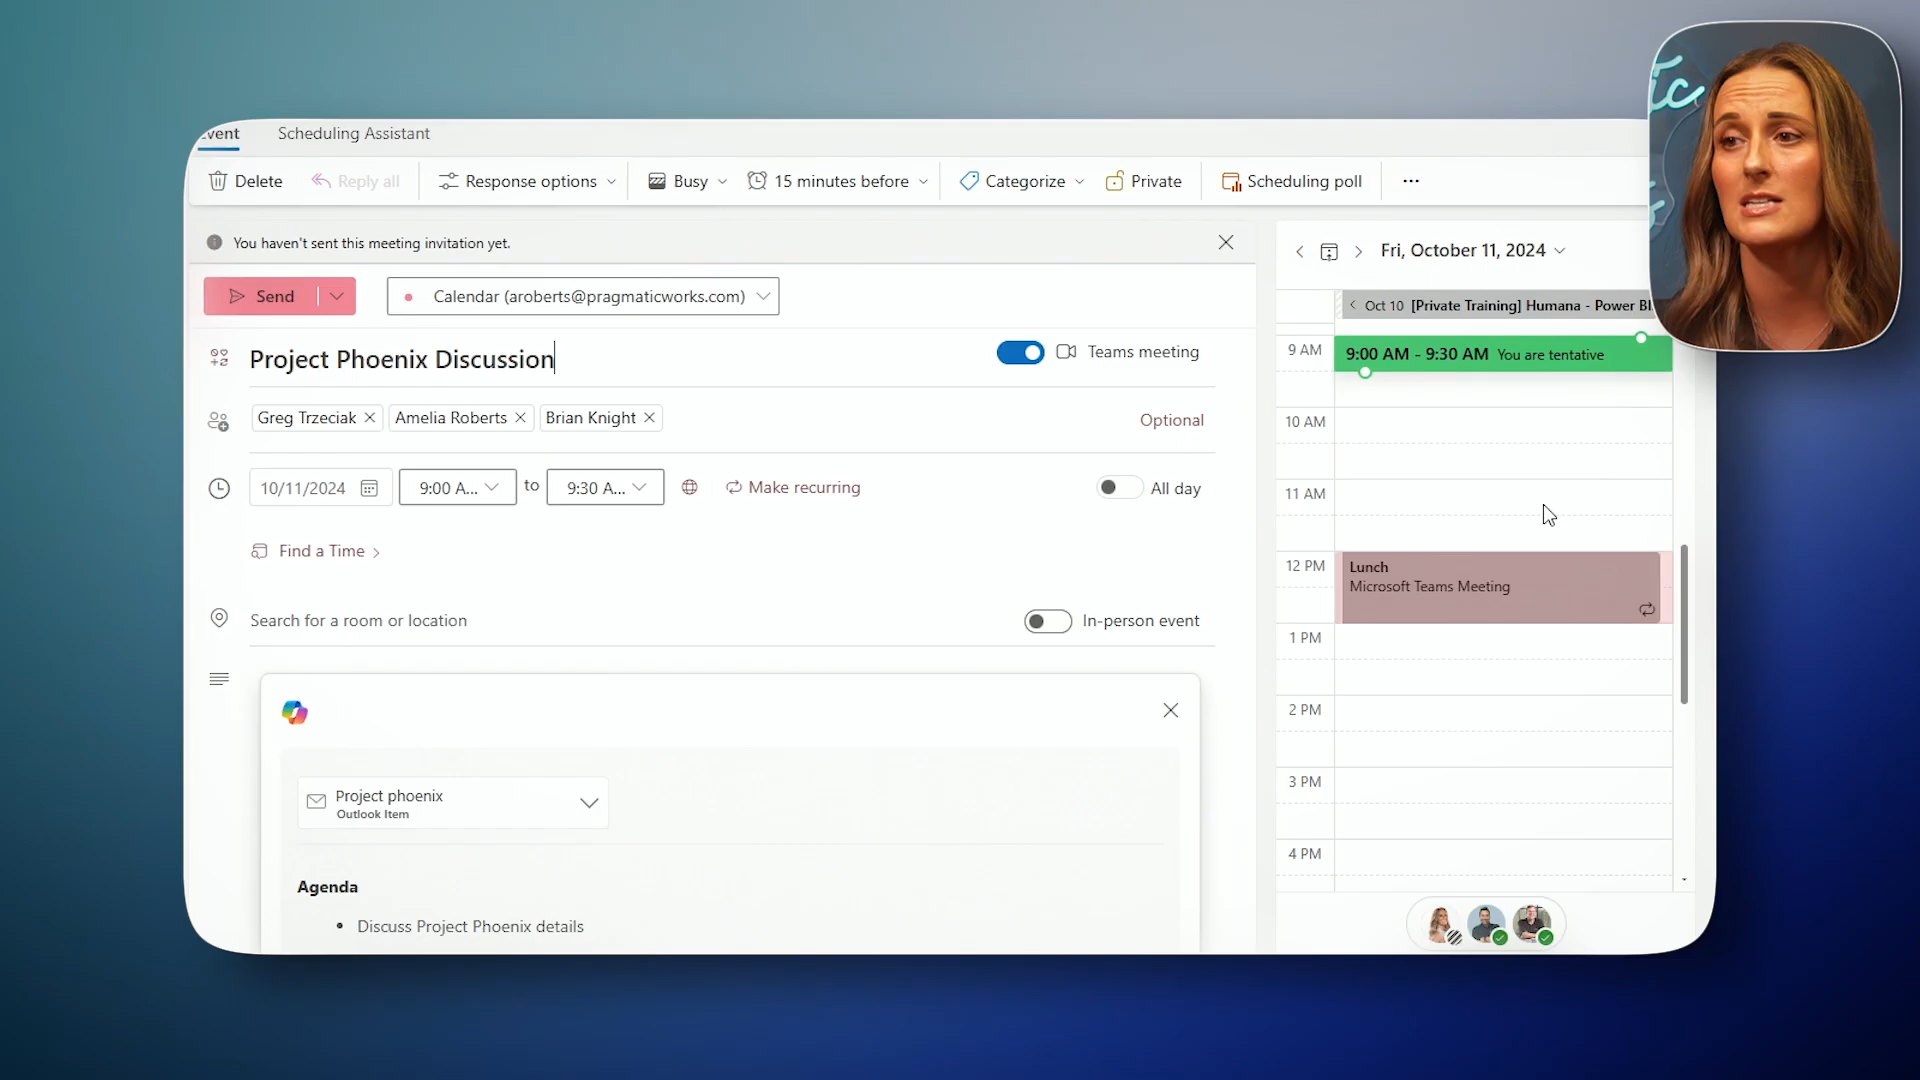 Event Scheduling Assistant
Delete Reply all Response options Busy 15 minutes before Categorize Private Scheduling poll ...
You haven't sent this meeting invitation yet.
Send Calendar (aroberts@pragmaticworks.com)
Project Phoenix Discussion Teams meeting
Greg Trzeciak Amelia Roberts Brian Knight Optional
10/11/2024 9:00 A... to 9:30 A... Make recurring All day
Find a Time
Search for a room or location In-person event
Project phoenix
Outlook Item
Agenda
• Discuss Project Phoenix details
Fri, October 11, 2024
Oct 10 [Private Training] Humana - Power BI
9 AM 9:00 AM - 9:30 AM You are tentative
10 AM
11 AM
12 PM Lunch
Microsoft Teams Meeting
1 PM
2 PM
3 PM
4 PM
tic